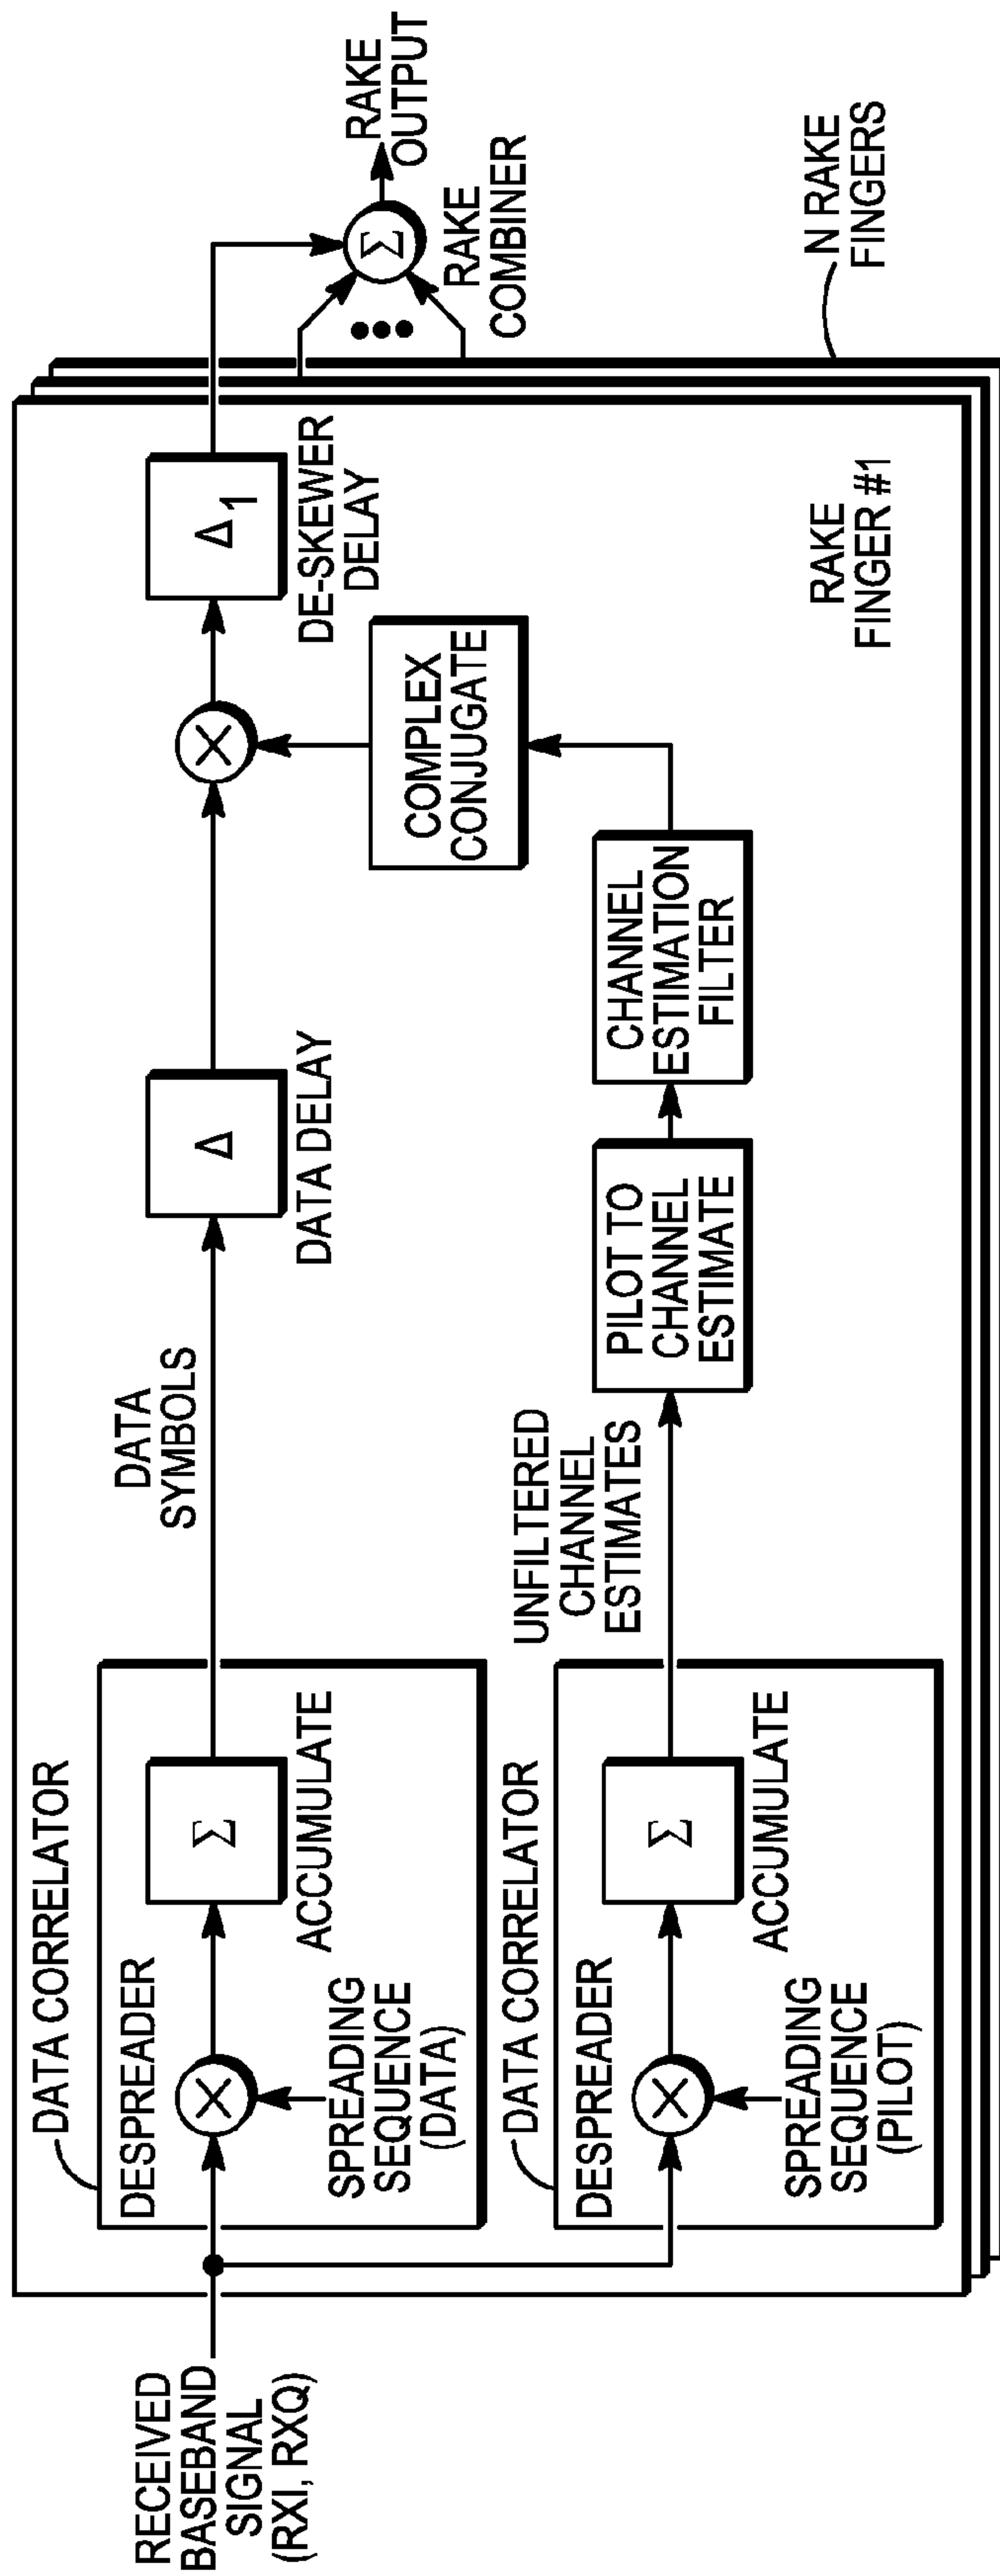 RECEIVED
BASEBAND
SIGNAL
(RXI, RXQ)
DATA CORRELATOR
DESPREADER
SPREADING
SEQUENCE
(DATA)
Σ
ACCUMULATE
DATA
SYMBOLS
Δ
DATA DELAY
Δ1
DE-SKEWER
DELAY
DATA CORRELATOR
DESPREADER
SPREADING
SEQUENCE
(PILOT)
Σ
ACCUMULATE
UNFILTERED
CHANNEL
ESTIMATES
PILOT TO
CHANNEL
ESTIMATE
CHANNEL
ESTIMATION
FILTER
COMPLEX
CONJUGATE
RAKE
FINGER #1
N RAKE
FINGERS
Σ
RAKE
COMBINER
RAKE
OUTPUT